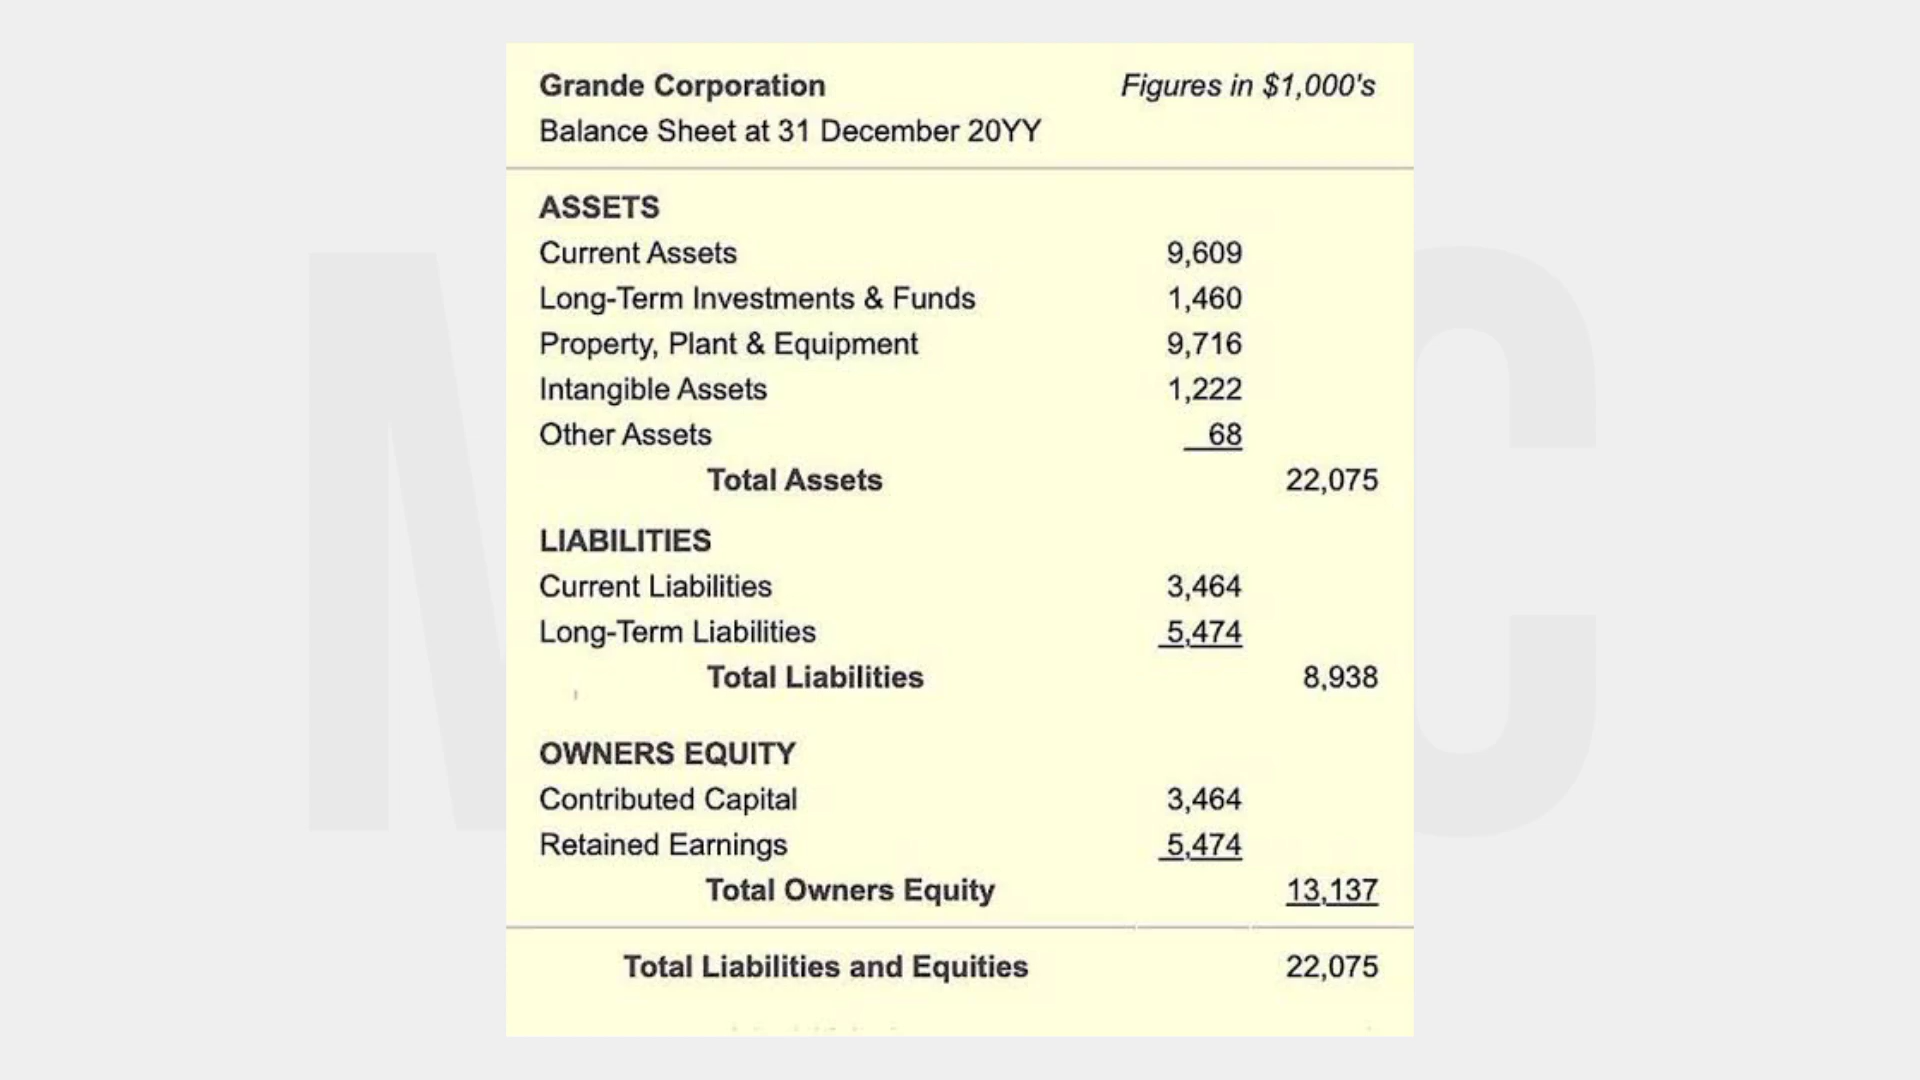 Grande Corporation Figures in $1,000's
Balance Sheet at 31 December 20YY
ASSETS
Current Assets 9,609
Long-Term Investments & Funds 1,460
Property, Plant & Equipment 9,716
Intangible Assets 1,222
Other Assets 68
Total Assets 22,075
LIABILITIES
Current Liabilities 3,464
Long-Term Liabilities 5,474
Total Liabilities 8,938
OWNERS EQUITY
Contributed Capital 3,464
Retained Earnings 5,474
Total Owners Equity 13,137
Total Liabilities and Equities 22,075